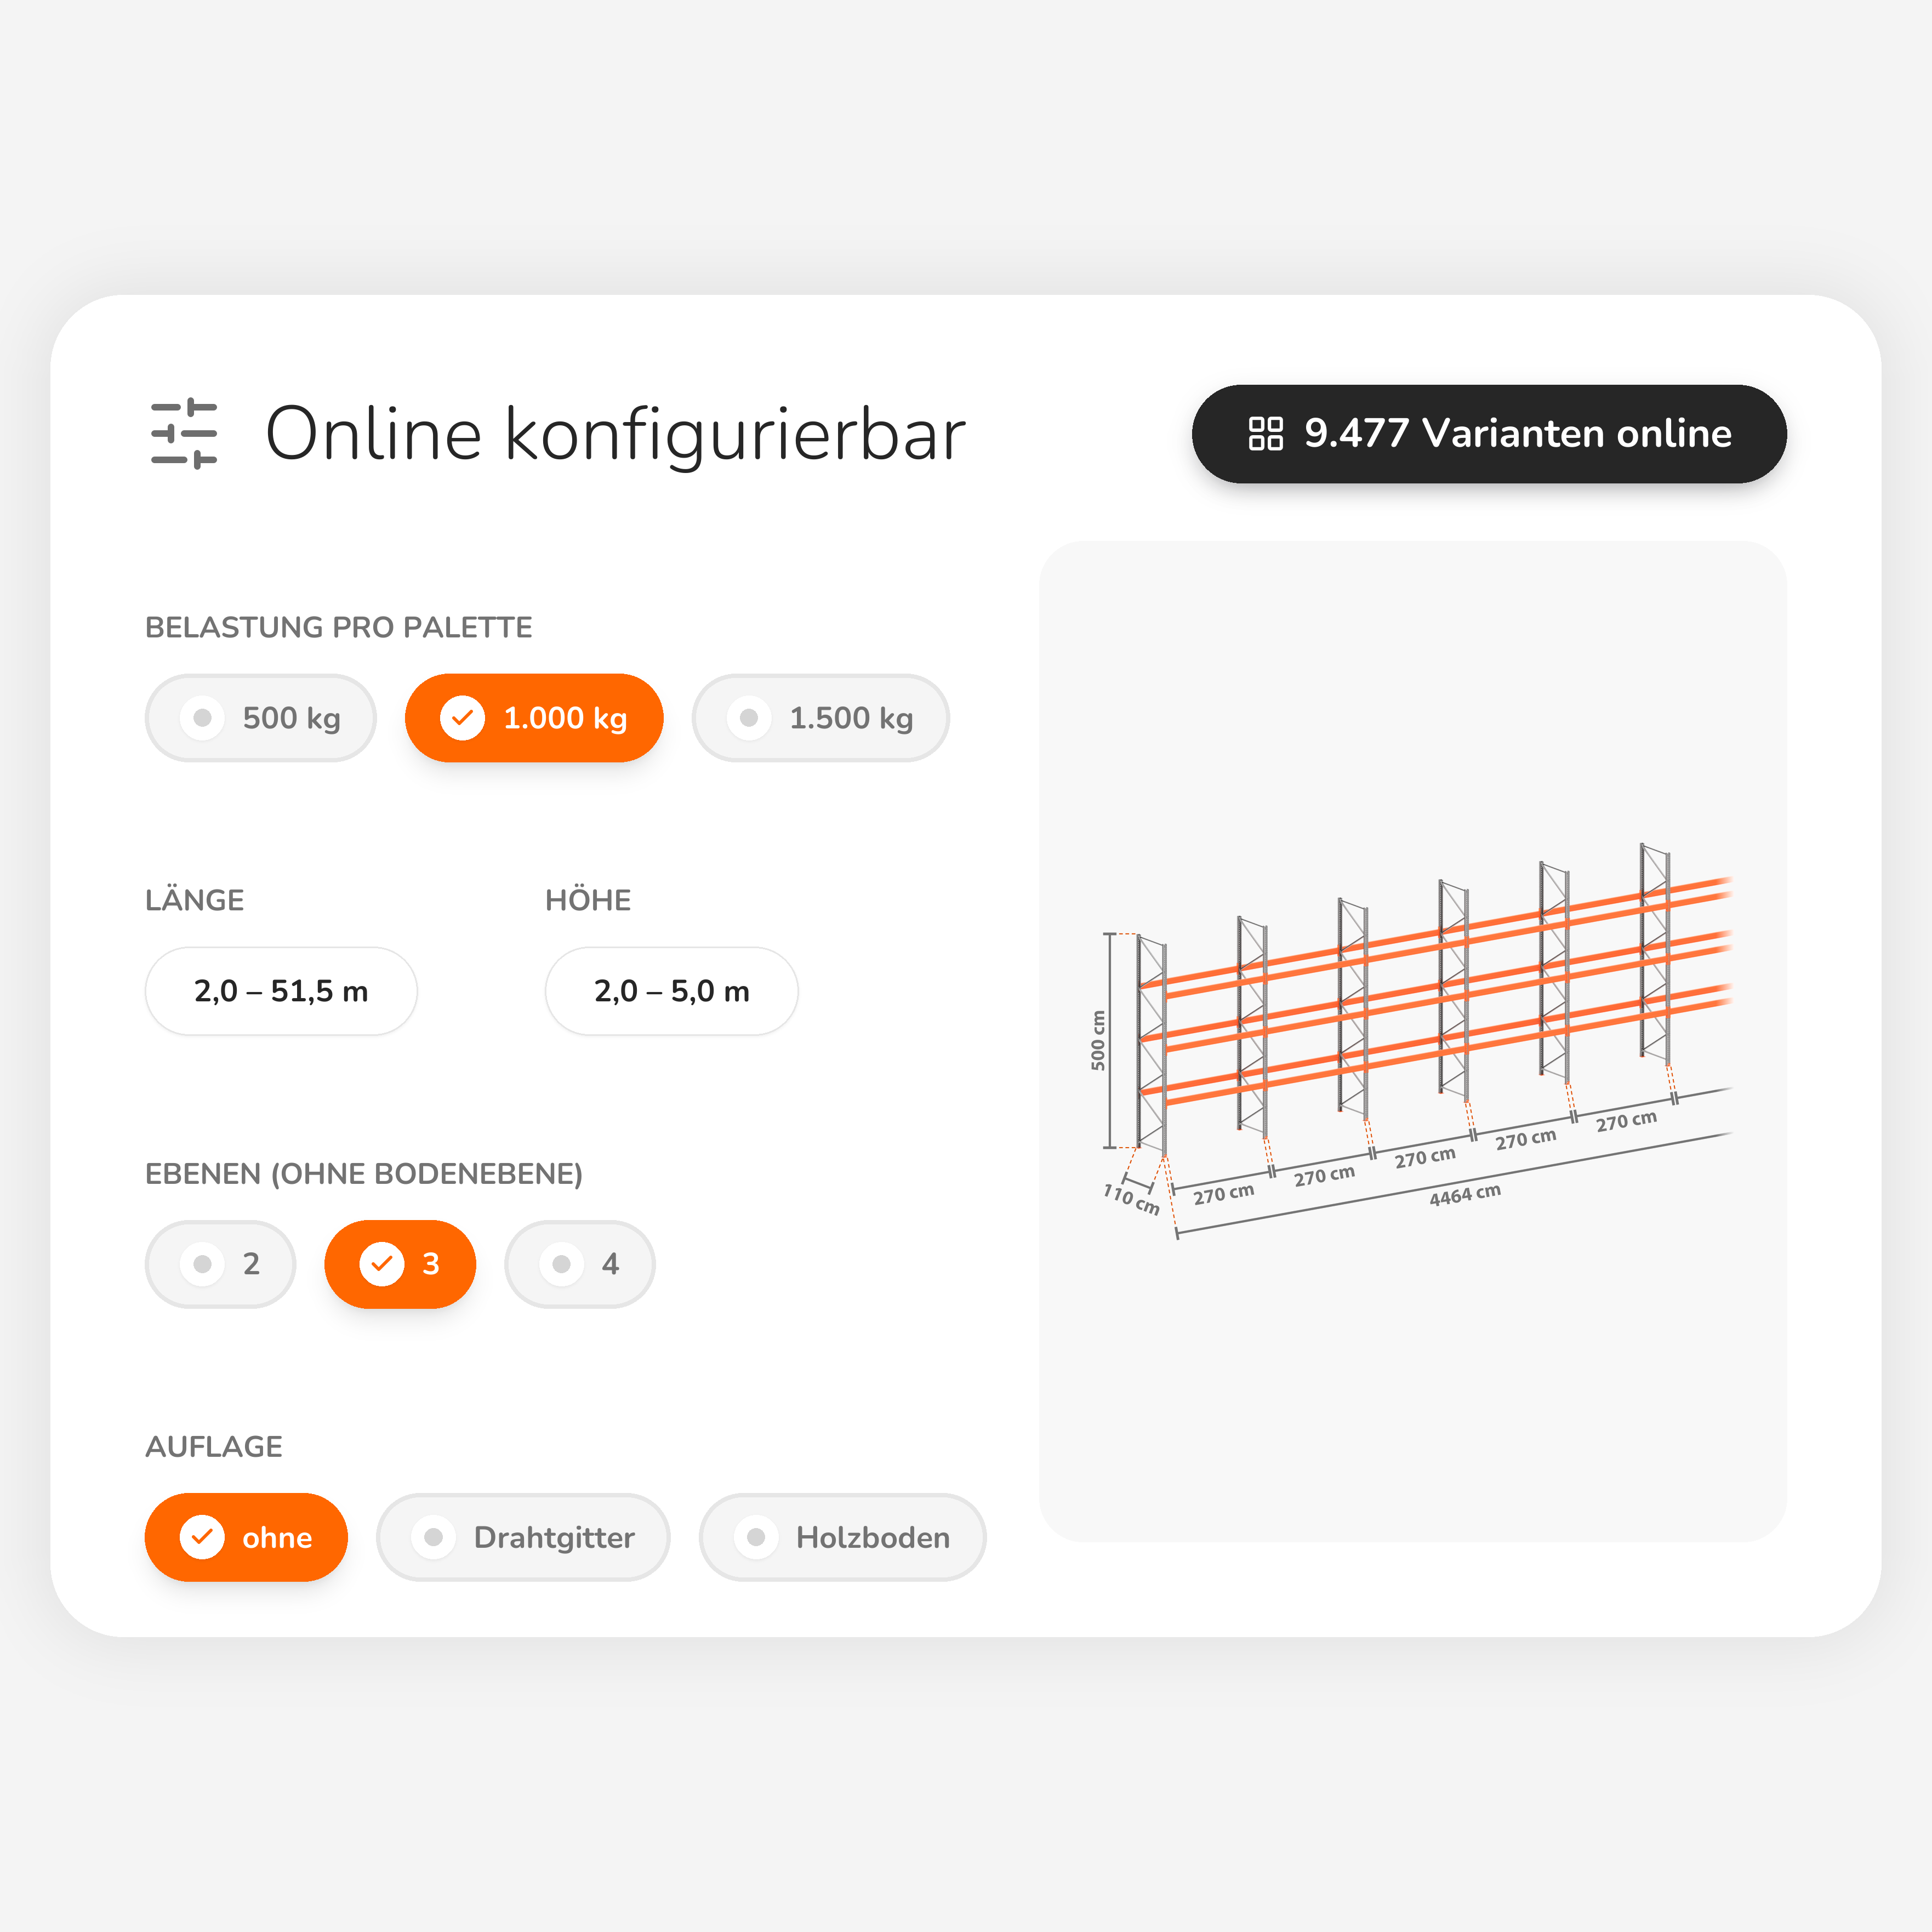 Online konfigurierbar
9.477 Varianten online
BELASTUNG PRO PALETTE
500 kg
1.000 kg
1.500 kg
LÄNGE
HÖHE
2,0 – 51,5 m
2,0 – 5,0 m
EBENEN (OHNE BODENEBENE)
2
3
4
AUFLAGE
ohne
Drahtgitter
Holzboden
500 cm
110 cm
270 cm
270 cm
270 cm
270 cm
270 cm
4464 cm